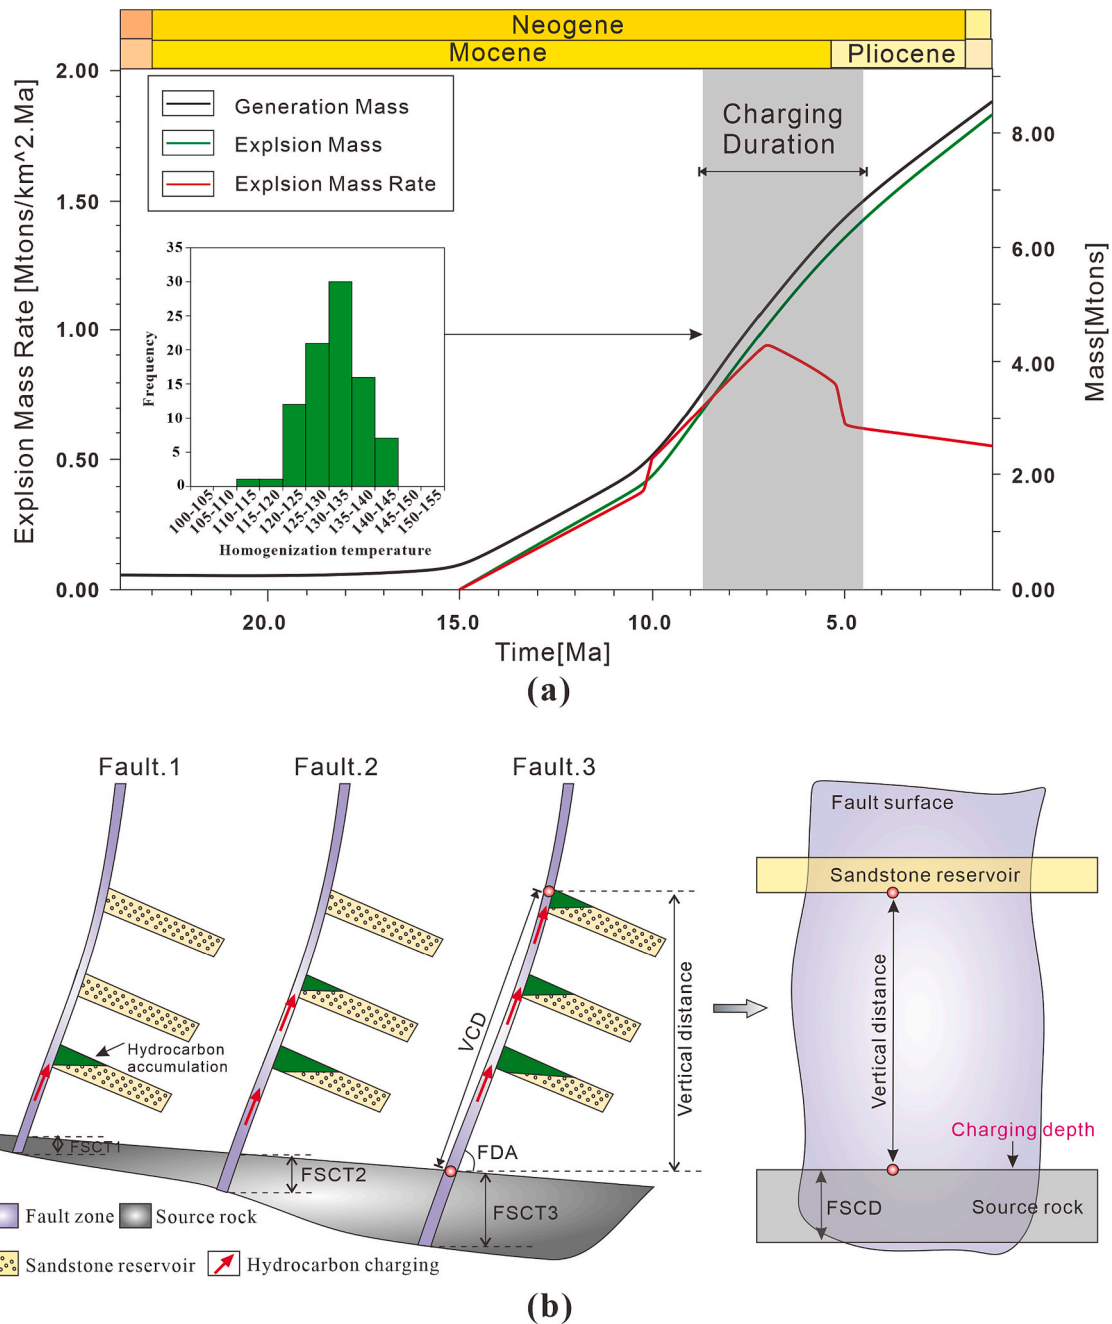 Neogene
Mocene
Pliocene
2.00
1.50
1.00
0.50
0.00
Explsion Mass Rate [Mtons/km^2.Ma]
Generation Mass
Explsion Mass
Explsion Mass Rate
Charging
Duration
8.00
6.00
4.00
2.00
0.00
Mass[Mtons]
35
30
25
20
15
10
5
0
Frequency
100-105
105-110
110-115
115-120
120-125
125-130
130-135
135-140
140-145
145-150
150-155
Homogenization temperature
20.0
15.0
10.0
5.0
Time[Ma]
(a)
Fault.1
Fault.2
Fault.3
Hydrocarbon
accumulation
VCD
Vertical distance
FDA
FSCT1
FSCT2
FSCT3
Fault surface
Sandstone reservoir
Vertical distance
Charging depth
FSCD
Source rock
Fault zone
Source rock
Sandstone reservoir
Hydrocarbon charging
(b)